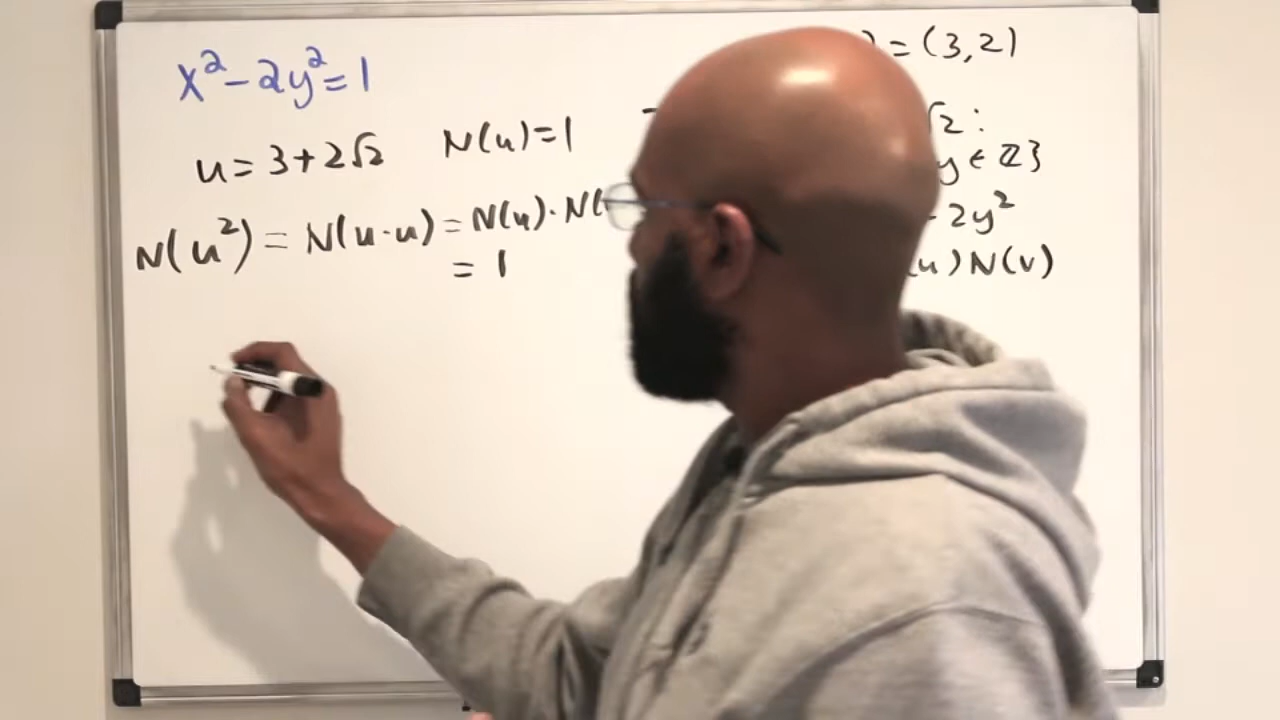 x²-2y²=1
u=3+2√2 N(u)=1
N(u²)=N(u·u)=N(u)·N(
=1
=(3,2)
√2:
y∈ℤ}
2y²
u)N(v)